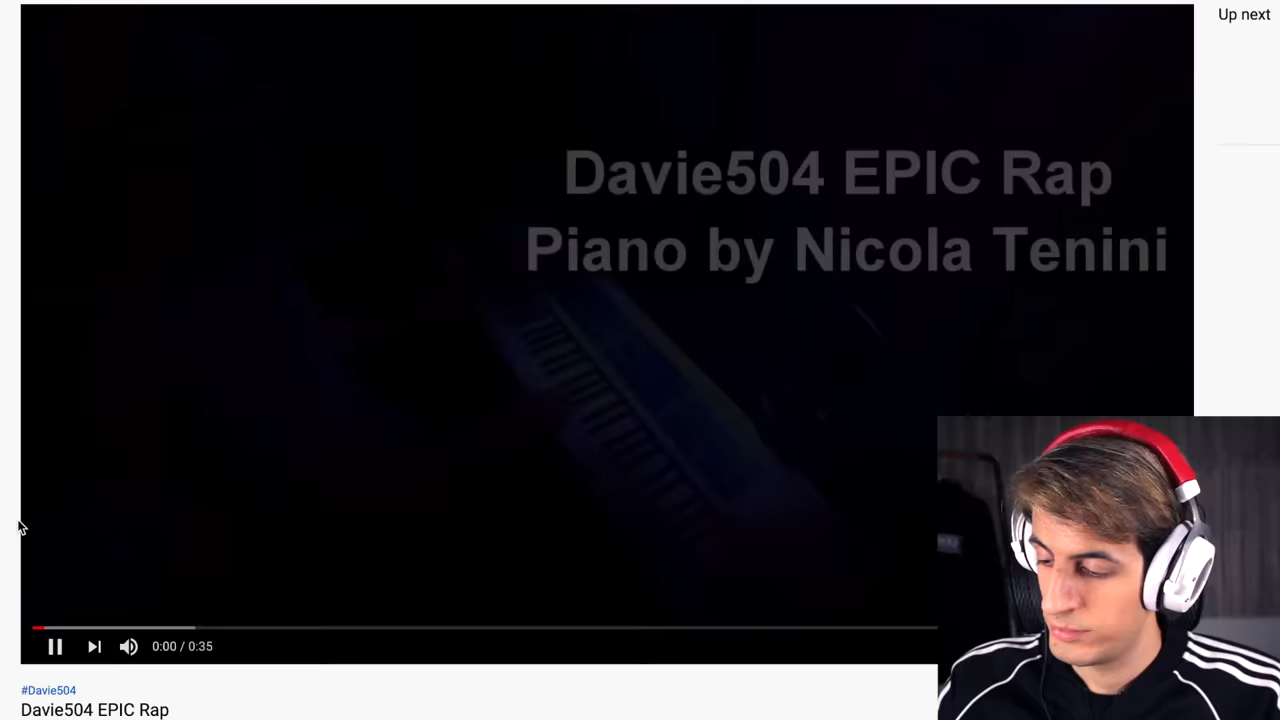 Up next
Davie504 EPIC Rap
Piano by Nicola Tenini
0:00 / 0:35
#Davie504
Davie504 EPIC Rap